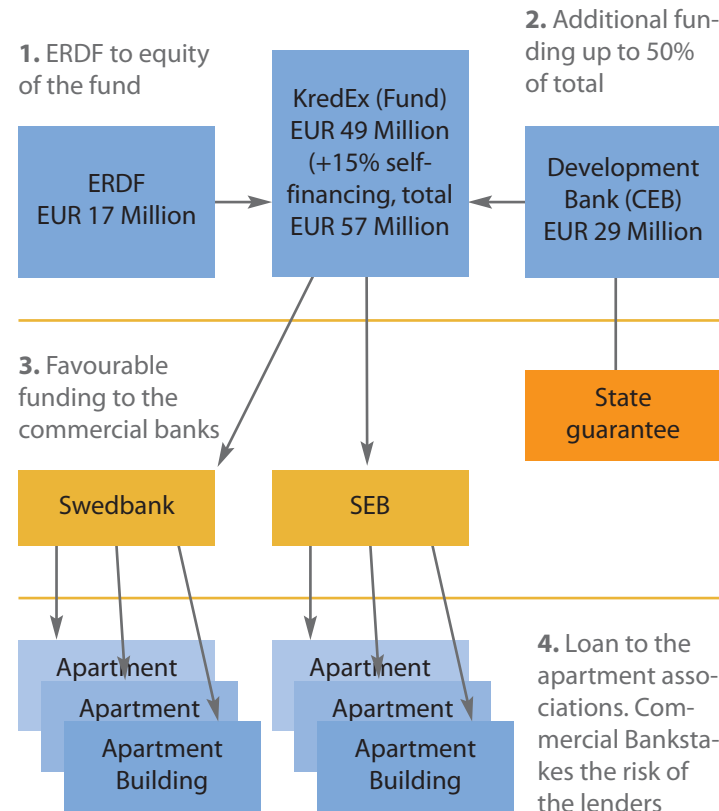 1. ERDF to equity
of the fund
2. Additional fun-
ding up to 50%
of total
KredEx (Fund)
EUR 49 Million
(+15% self-
financing, total
EUR 57 Million
ERDF
EUR 17 Million
Development
Bank (CEB)
EUR 29 Million
3. Favourable
funding to the
commercial banks
State
guarantee
Swedbank
SEB
Apartment
Apartment
Apartment
Building
Apartment
Apartment
Apartment
Building
4. Loan to the
apartment asso-
ciations. Com-
mercial Banksta-
kes the risk of
the lenders